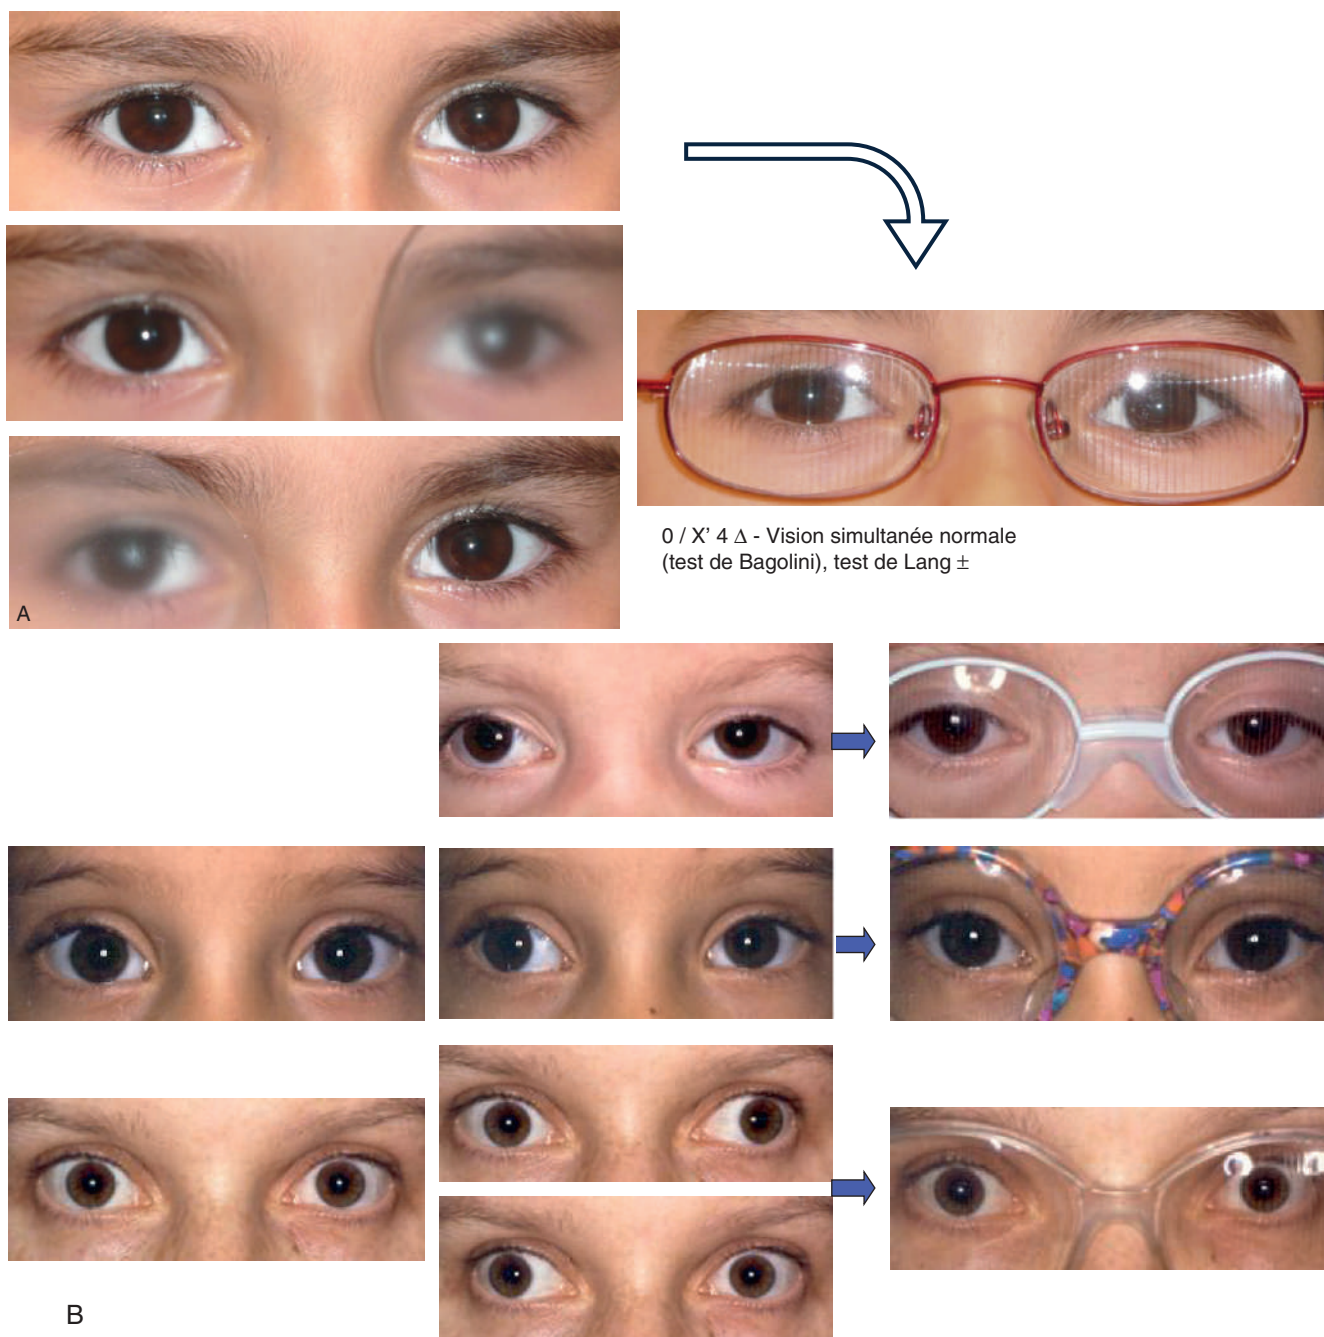 A
0 / X’ 4 Δ - Vision simultanée normale
(test de Bagolini), test de Lang ±
B